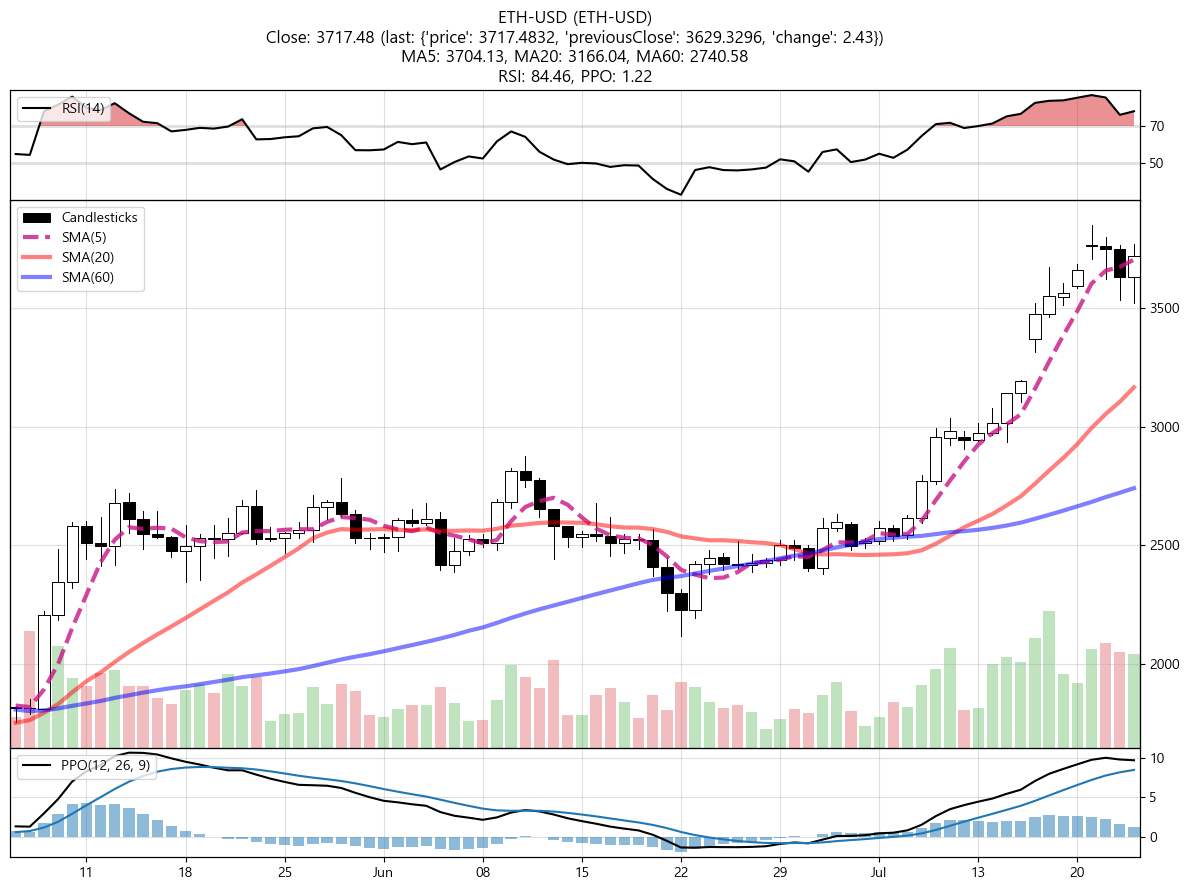 ETH-USD (ETH-USD)
Close: 3717.48 (last: {'price': 3717.4832, 'previousClose': 3629.3296, 'change': 2.43})
MA5: 3704.13, MA20: 3166.04, MA60: 2740.58
RSI: 84.46, PPO: 1.22
RSI(14)
70
50
Candlesticks
SMA(5)
SMA(20)
SMA(60)
3500
3000
2500
2000
PPO(12, 26, 9)
10
5
0
11 18 25 Jun 08 15 22 29 Jul 13 20